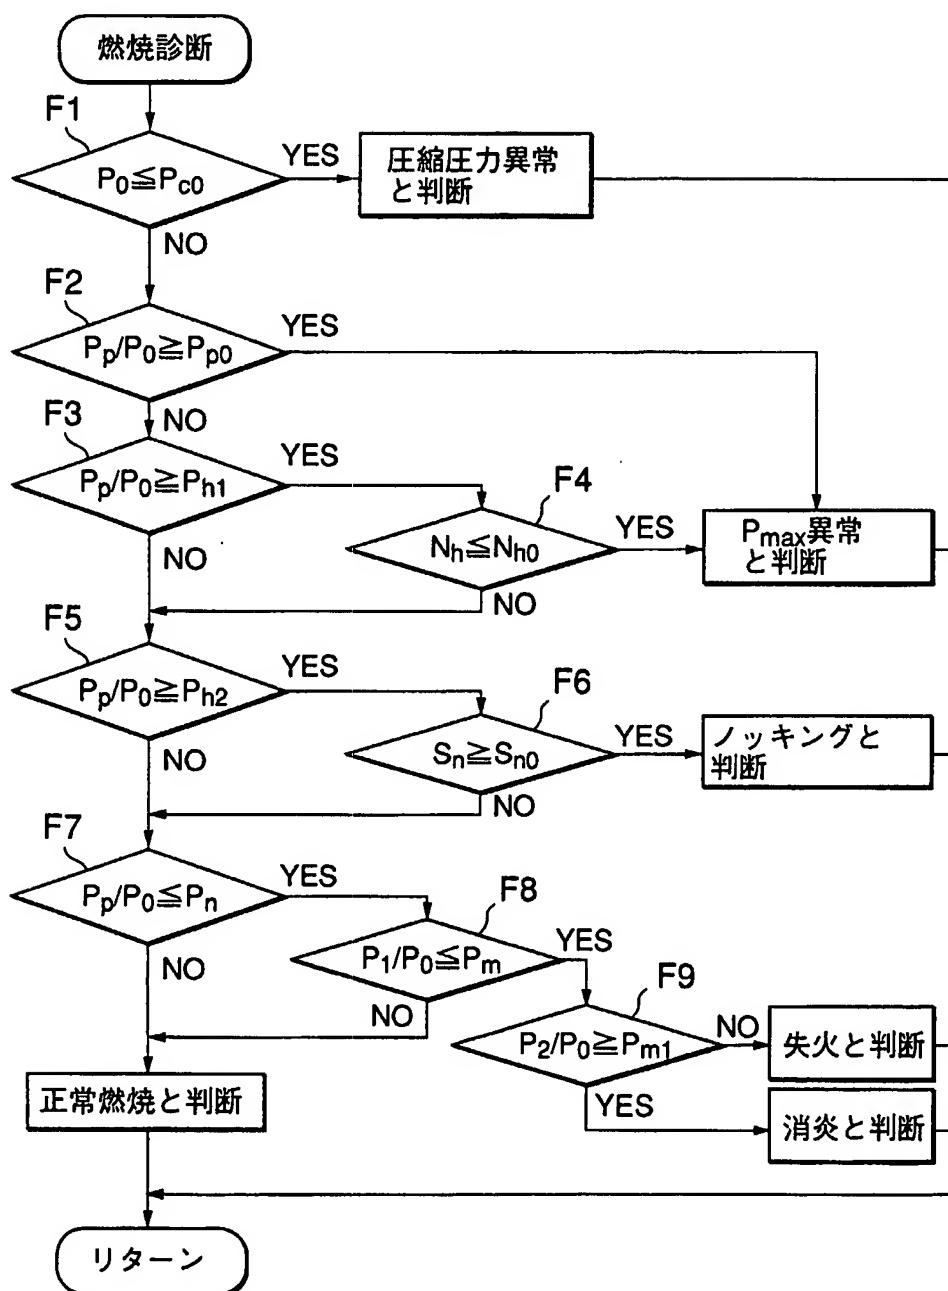 燃焼診断
F1
P0≦Pc0
YES
圧縮圧力異常
と判断
NO
F2
Pp/P0≧Pp0
YES
NO
F3
Pp/P0≧Ph1
YES
F4
Nh≦Nh0
YES
Pmax異常
と判断
NO
NO
F5
Pp/P0≧Ph2
YES
F6
Sn≧Sn0
YES
ノッキングと
判断
NO
NO
F7
Pp/P0≦Pn
YES
F8
P1/P0≦Pm
YES
NO
NO
F9
P2/P0≧Pm1
NO
失火と判断
YES
消炎と判断
正常燃焼と判断
リターン